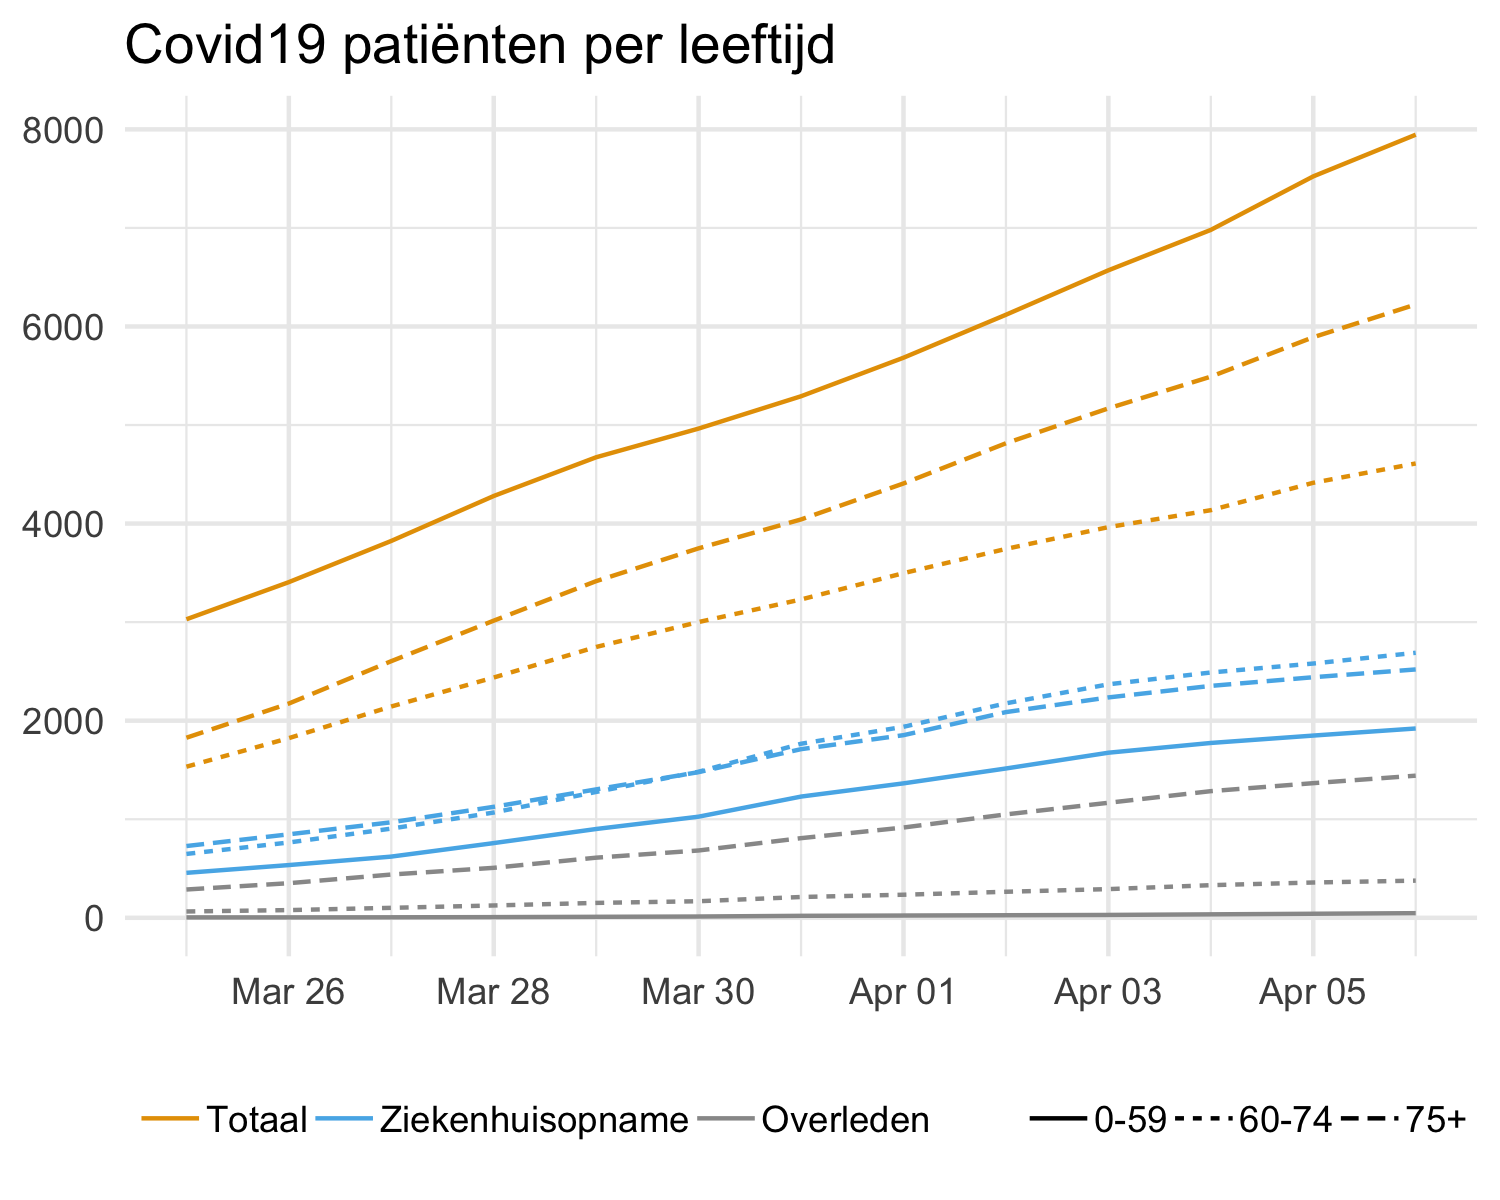 Covid19 patiënten per leeftijd
8000
6000
4000
2000
0
Mar 26 Mar 28 Mar 30 Apr 01 Apr 03 Apr 05
Totaal Ziekenhuisopname Overleden 0-59 60-74 75+